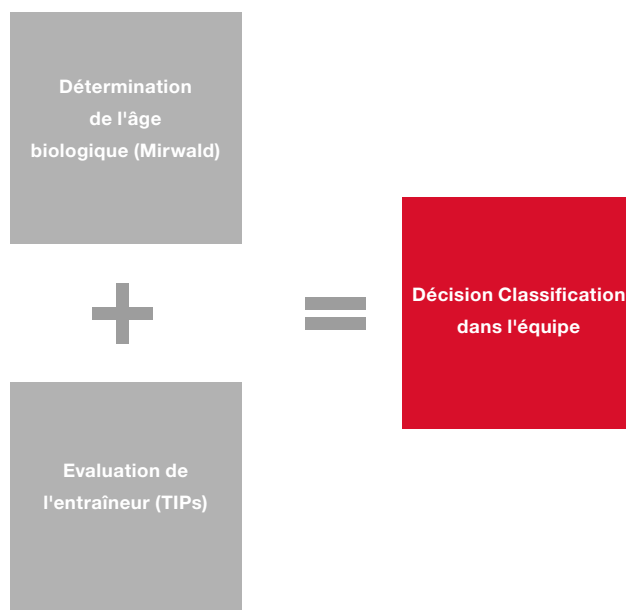 Détermination
de l'âge
biologique (Mirwald)
Décision Classification
dans l'équipe
Evaluation de
l'entraîneur (TIPs)